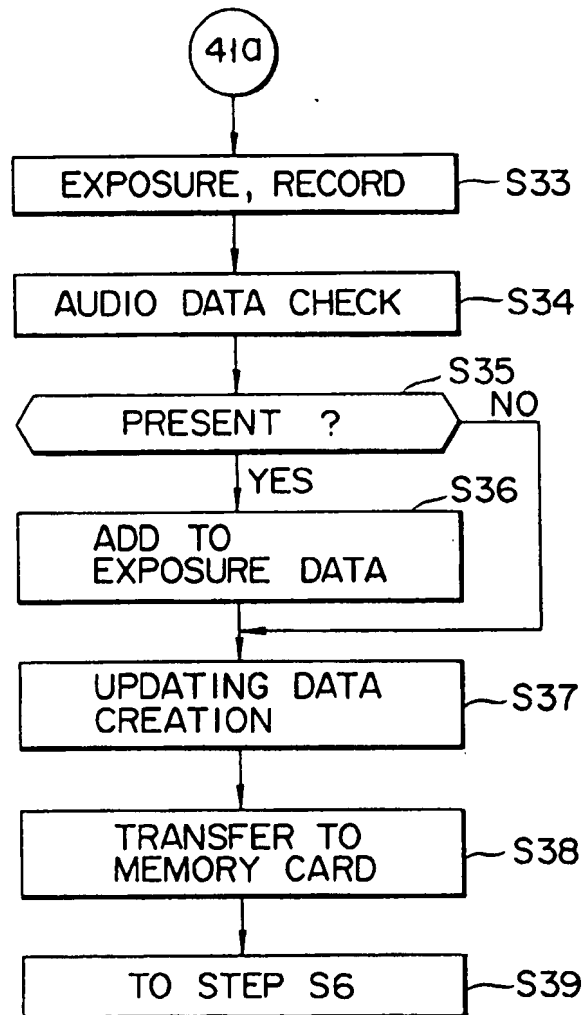 41a
EXPOSURE, RECORD
S33
AUDIO DATA CHECK
S34
S35
PRESENT ?
NO
YES
S36
ADD TO
EXPOSURE DATA
UPDATING DATA
CREATION
S37
TRANSFER TO
MEMORY CARD
S38
TO STEP S6
S39